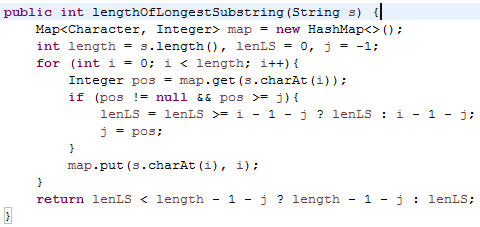 public int lengthOfLongestSubstring(String s) {
    Map<Character, Integer> map = new HashMap<>();
    int length = s.length(), lenLS = 0, j = -1;
    for (int i = 0; i < length; i++){
        Integer pos = map.get(s.charAt(i));
        if (pos != null && pos >= j){
            lenLS = lenLS >= i - 1 - j ? lenLS : i - 1 - j;
            j = pos;
        }
        map.put(s.charAt(i), i);
    }
    return lenLS < length - 1 - j ? length - 1 - j : lenLS;
}